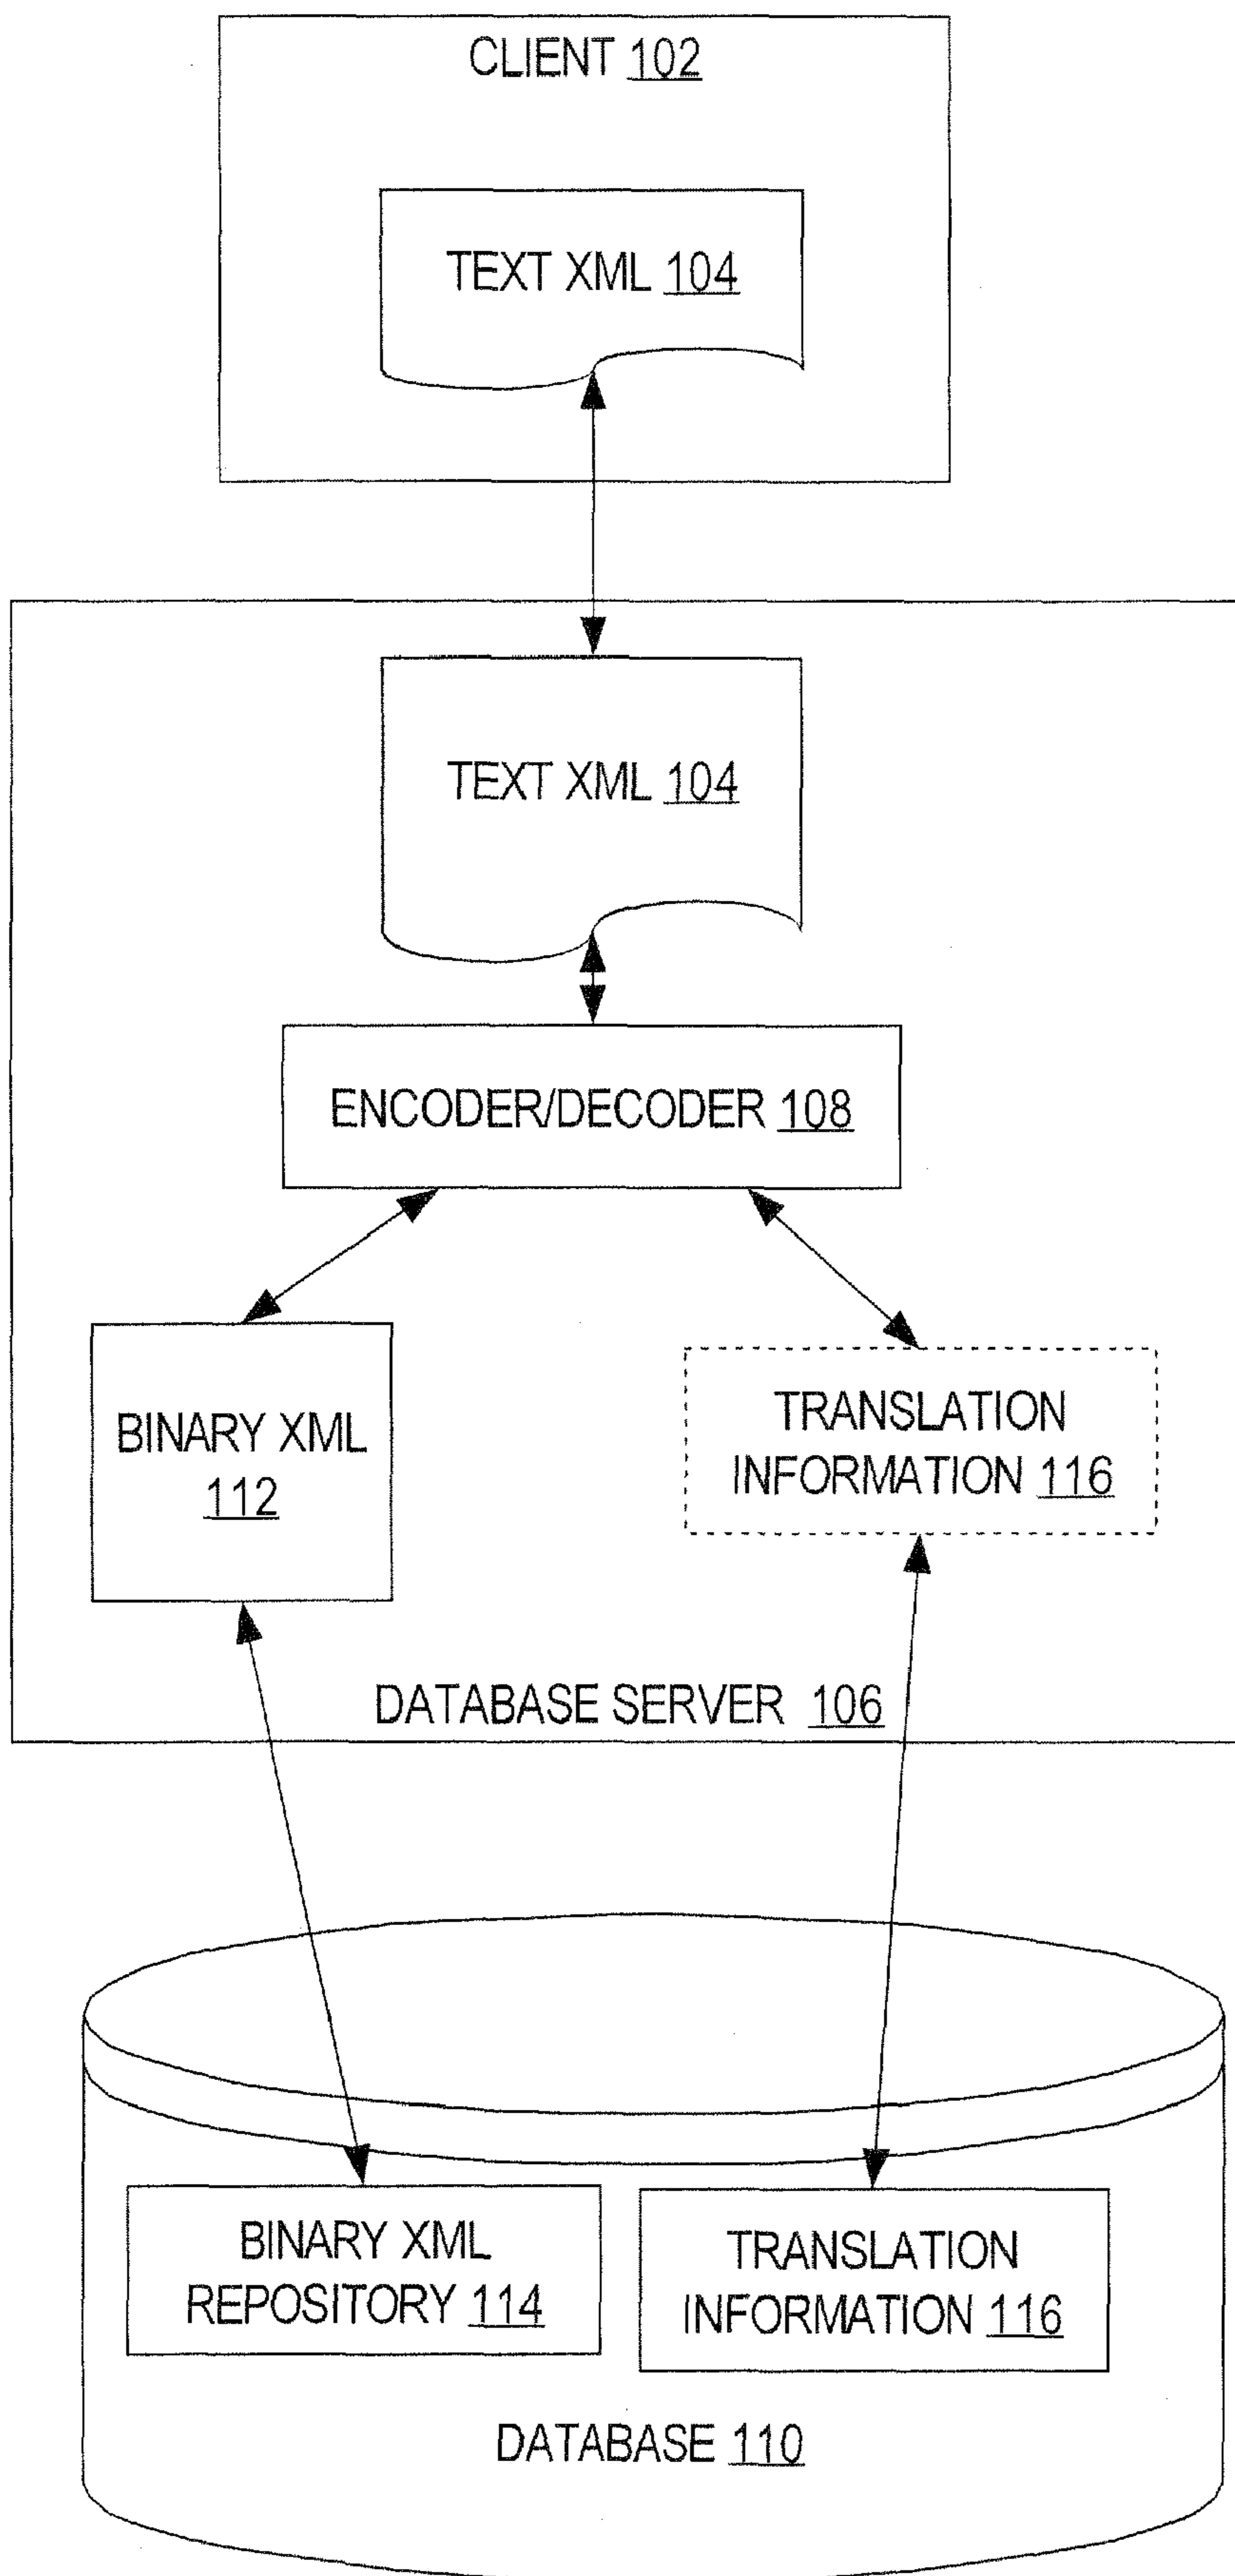 CLIENT 102
TEXT XML 104
TEXT XML 104
ENCODER/DECODER 108
BINARY XML
112
TRANSLATION
INFORMATION 116
DATABASE SERVER 106
BINARY XML
REPOSITORY 114
TRANSLATION
INFORMATION 116
DATABASE 110